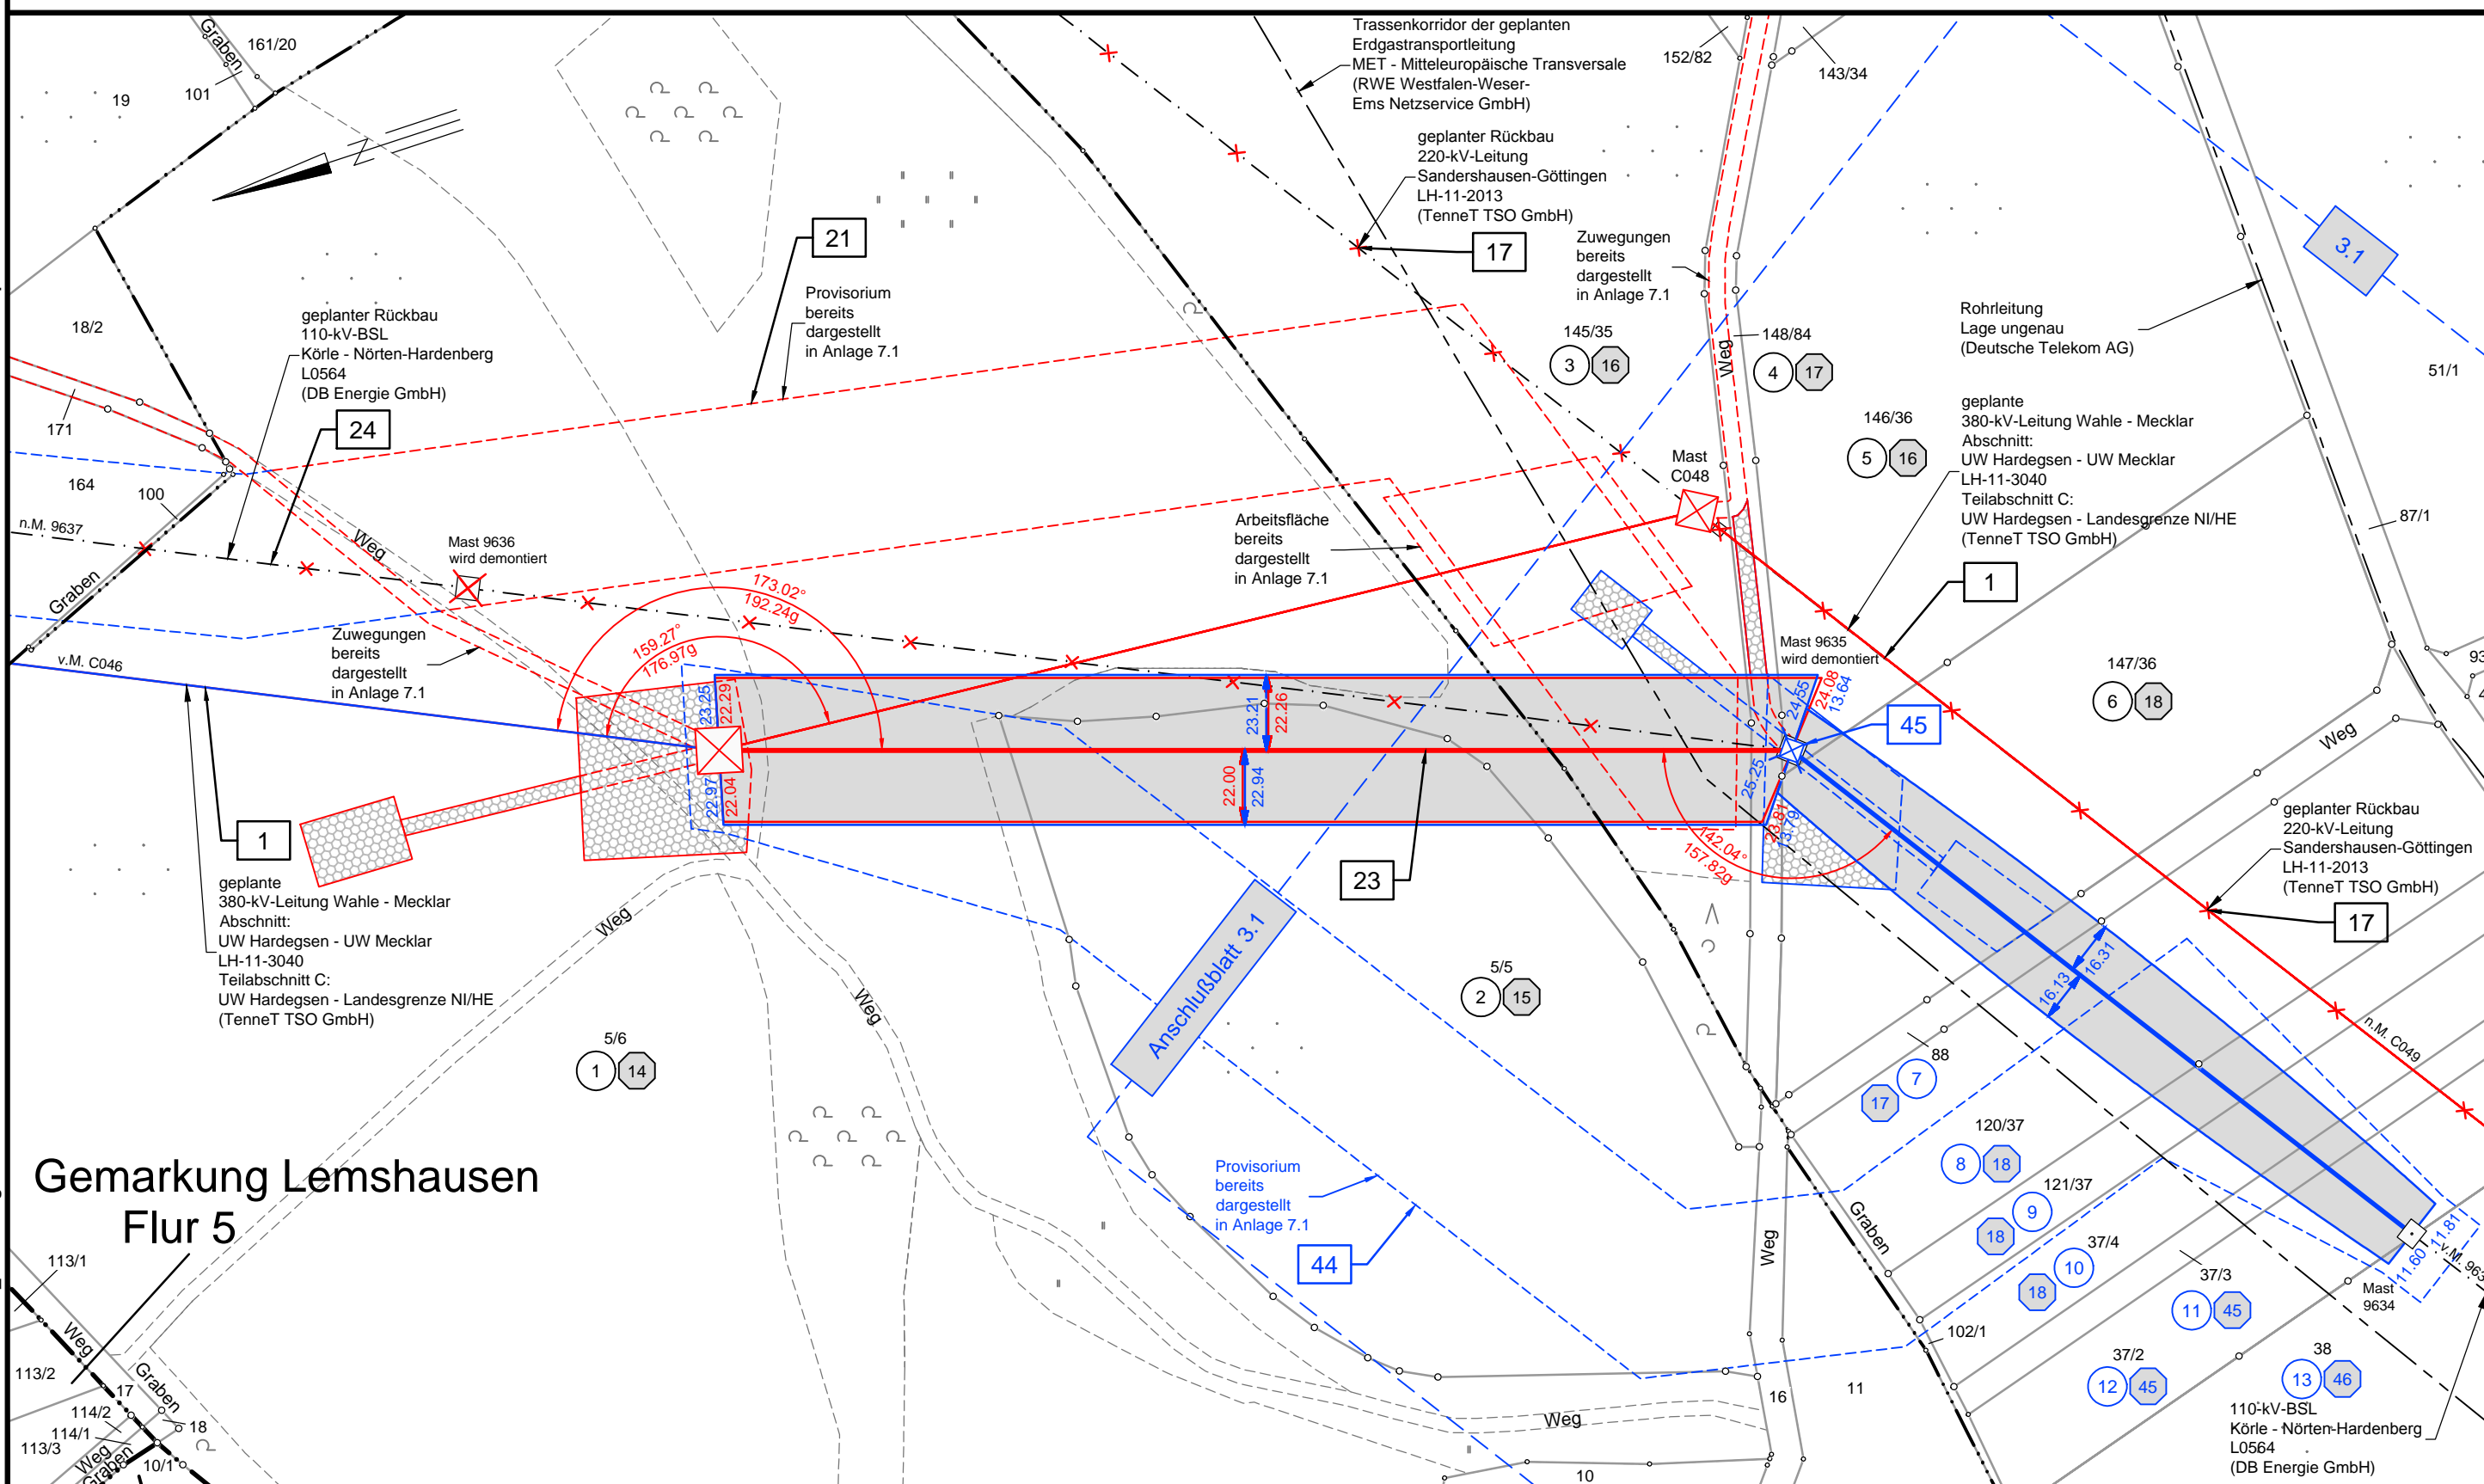 Graben
161/20
101
19
Z
18/2
171
164
100
n.M. 9637
Graben
v.M. C046
geplanter Rückbau
110-kV-BSL
Körle - Nörten-Hardenberg
L0564
(DB Energie GmbH)
24
Weg
Mast 9636
wird demontiert
Zuwegungen
bereits
dargestellt
in Anlage 7.1
21
Provisorium
bereits
dargestellt
in Anlage 7.1
Trassenkorridor der geplanten
Erdgastransportleitung
MET - Mitteleuropäische Transversale
(RWE Westfalen-Weser-
Ems Netzservice GmbH)
geplanter Rückbau
220-kV-Leitung
Sandershausen-Göttingen
LH-11-2013
(TenneT TSO GmbH)
17
Zuwegungen
bereits
dargestellt
in Anlage 7.1
152/82
143/34
145/35
3
16
148/84
4
17
Weg
146/36
5
16
Rohrleitung
Lage ungenau
(Deutsche Telekom AG)
3.1
51/1
87/1
93
geplante
380-kV-Leitung Wahle - Mecklar
Abschnitt:
UW Hardegsen - UW Mecklar
LH-11-3040
Teilabschnitt C:
UW Hardegsen - Landesgrenze NI/HE
(TenneT TSO GmbH)
1
Mast
C048
Arbeitsfläche
bereits
dargestellt
in Anlage 7.1
173.02°
192.24g
159.27°
176.97g
23.25
22.29
22.97
22.04
23.21
22.26
22.00
22.94
Mast 9635
wird demontiert
24.55
24.08
13.64
25.25
23.81
13.79
142.04°
157.82g
45
147/36
6
18
Weg
geplanter Rückbau
220-kV-Leitung
Sandershausen-Göttingen
LH-11-2013
(TenneT TSO GmbH)
17
1
geplante
380-kV-Leitung Wahle - Mecklar
Abschnitt:
UW Hardegsen - UW Mecklar
LH-11-3040
Teilabschnitt C:
UW Hardegsen - Landesgrenze NI/HE
(TenneT TSO GmbH)
23
Weg
Weg
Anschlußblatt 3.1
5/5
2
15
5/6
1
14
16.31
16.13
n.M. C049
88
7
17
120/37
8
18
121/37
9
18
37/4
10
18
37/3
11
45
37/2
12
45
38
13
46
Graben
Weg
102/1
16
11
10
Weg
Provisorium
bereits
dargestellt
in Anlage 7.1
44
Mast
9634
11.60
11.81
110-kV-BSL
Körle - Nörten-Hardenberg
L0564
(DB Energie GmbH)
Gemarkung Lemshausen
Flur 5
113/1
Weg
113/2
17
Graben
114/2
18
114/1
113/3
Weg
Graben
10/1